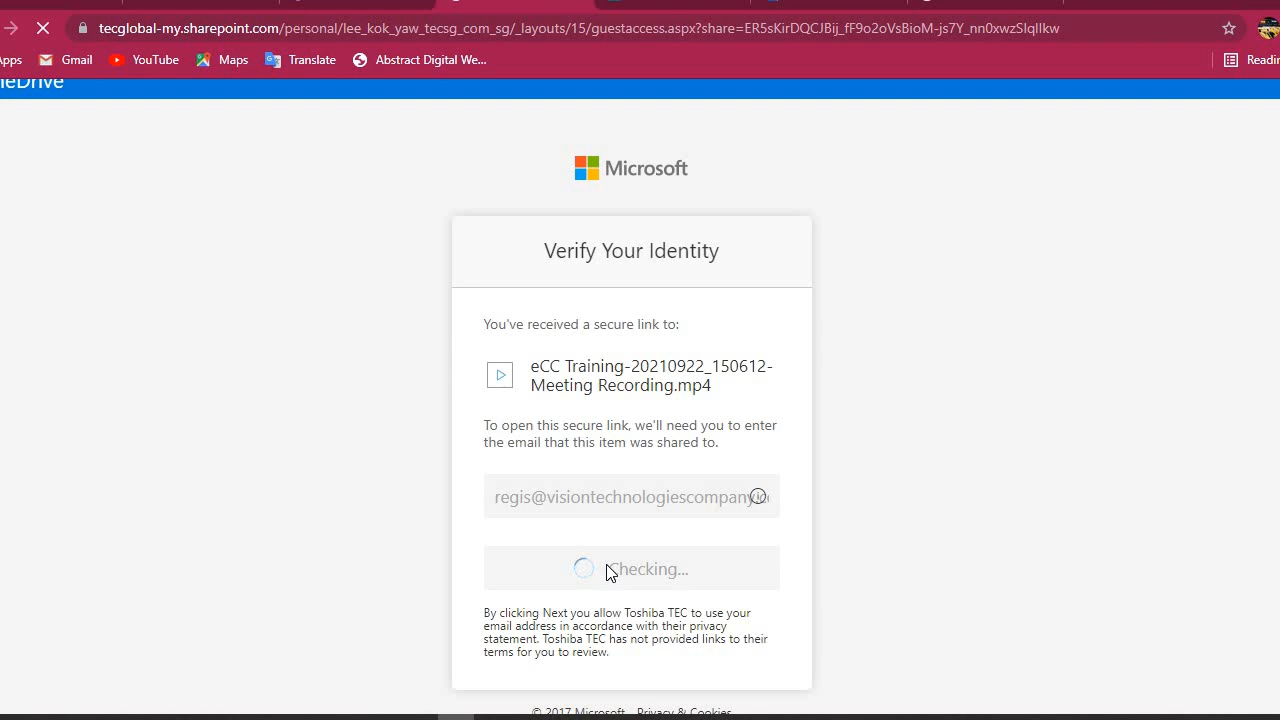 tecglobal-my.sharepoint.com/personal/lee_kok_yaw_tecsg_com_sg/_layouts/15/guestaccess.aspx?share=ER5sKirDQCJBij_fF9o2oVsBioM-js7Y_nn0xwzSlqIlkw
Apps Gmail YouTube Maps Translate Abstract Digital We... Readin
neDrive
Microsoft
Verify Your Identity
You've received a secure link to:
eCC Training-20210922_150612-
Meeting Recording.mp4
To open this secure link, we'll need you to enter
the email that this item was shared to.
regis@visiontechnologiescompany.co
Checking...
By clicking Next you allow Toshiba TEC to use your
email address in accordance with their privacy
statement. Toshiba TEC has not provided links to their
terms for you to review.
© 2017 Microsoft Privacy & Cookies